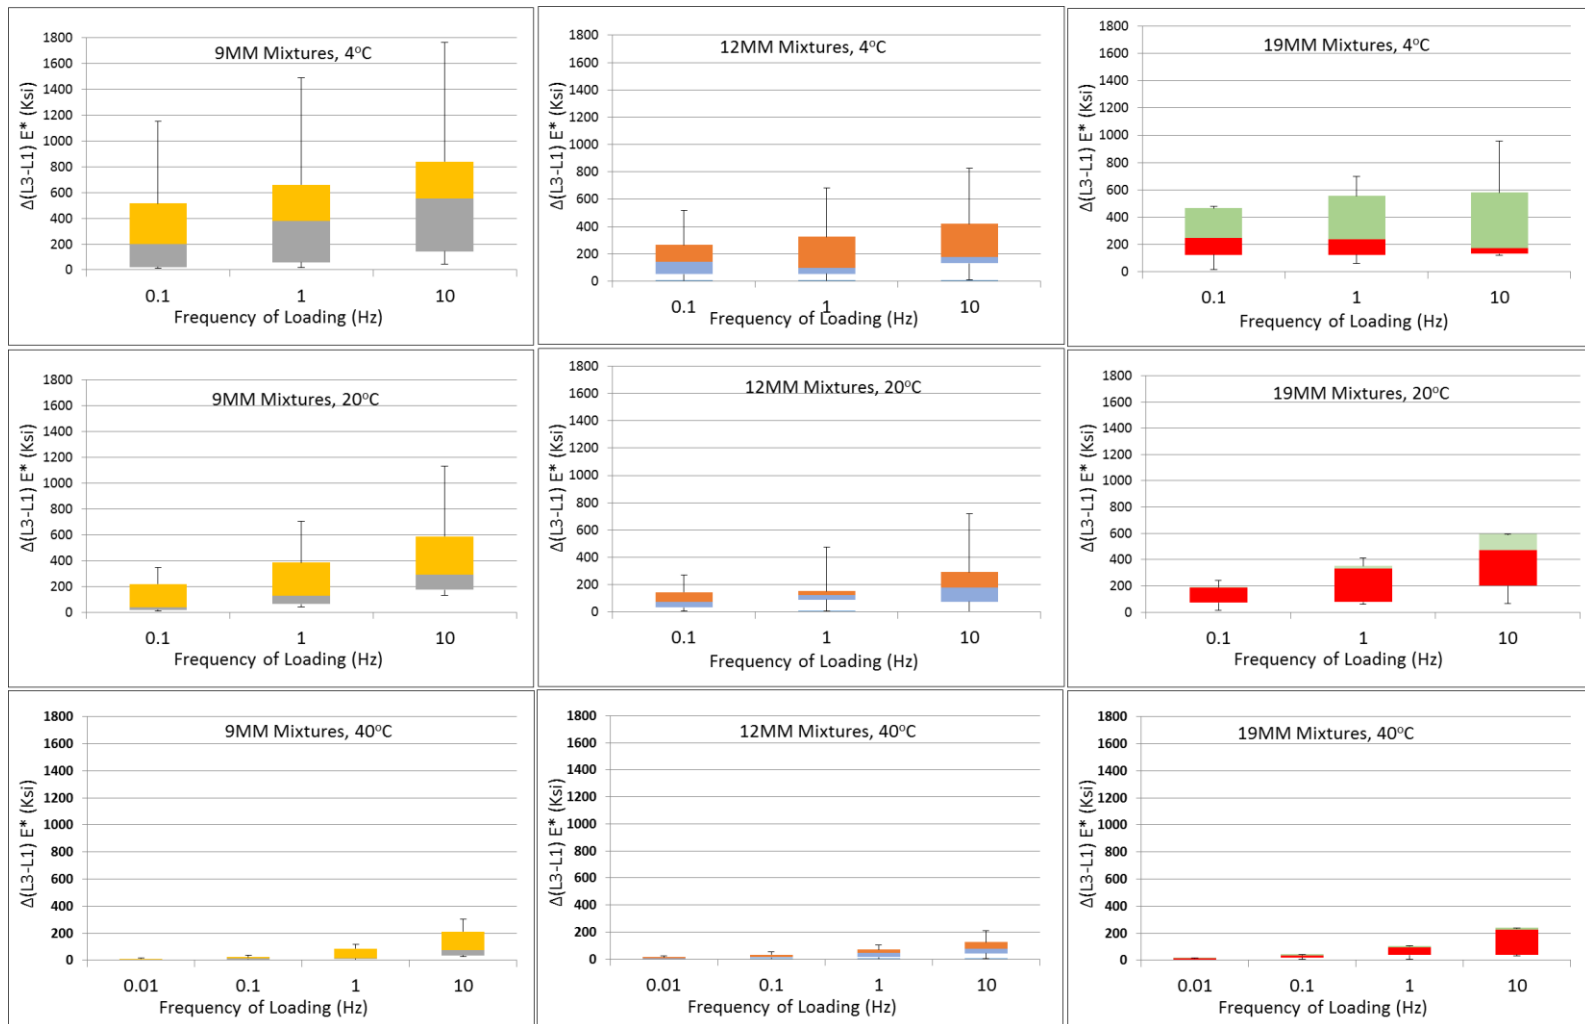 9MM Mixtures, 4°C
Δ(L3-L1) E* (Ksi)
1800
1600
1400
1200
1000
800
600
400
200
0
0.1 1 10
Frequency of Loading (Hz)
12MM Mixtures, 4°C
Δ(L3-L1) E* (Ksi)
1800
1600
1400
1200
1000
800
600
400
200
0
0.1 1 10
Frequency of Loading (Hz)
19MM Mixtures, 4°C
Δ(L3-L1) E* (Ksi)
1800
1600
1400
1200
1000
800
600
400
200
0
0.1 1 10
Frequency of Loading (Hz)
9MM Mixtures, 20°C
Δ(L3-L1) E* (Ksi)
1800
1600
1400
1200
1000
800
600
400
200
0
0.1 1 10
Frequency of Loading (Hz)
12MM Mixtures, 20°C
Δ(L3-L1) E* (Ksi)
1800
1600
1400
1200
1000
800
600
400
200
0
0.1 1 10
Frequency of Loading (Hz)
19MM Mixtures, 20°C
Δ(L3-L1) E* (Ksi)
1800
1600
1400
1200
1000
800
600
400
200
0
0.1 1 10
Frequency of Loading (Hz)
9MM Mixtures, 40°C
Δ(L3-L1) E* (Ksi)
1800
1600
1400
1200
1000
800
600
400
200
0
0.01 0.1 1 10
Frequency of Loading (Hz)
12MM Mixtures, 40°C
Δ(L3-L1) E* (Ksi)
1800
1600
1400
1200
1000
800
600
400
200
0
0.01 0.1 1 10
Frequency of Loading (Hz)
19MM Mixtures, 40°C
Δ(L3-L1) E* (Ksi)
1800
1600
1400
1200
1000
800
600
400
200
0
0.01 0.1 1 10
Frequency of Loading (Hz)